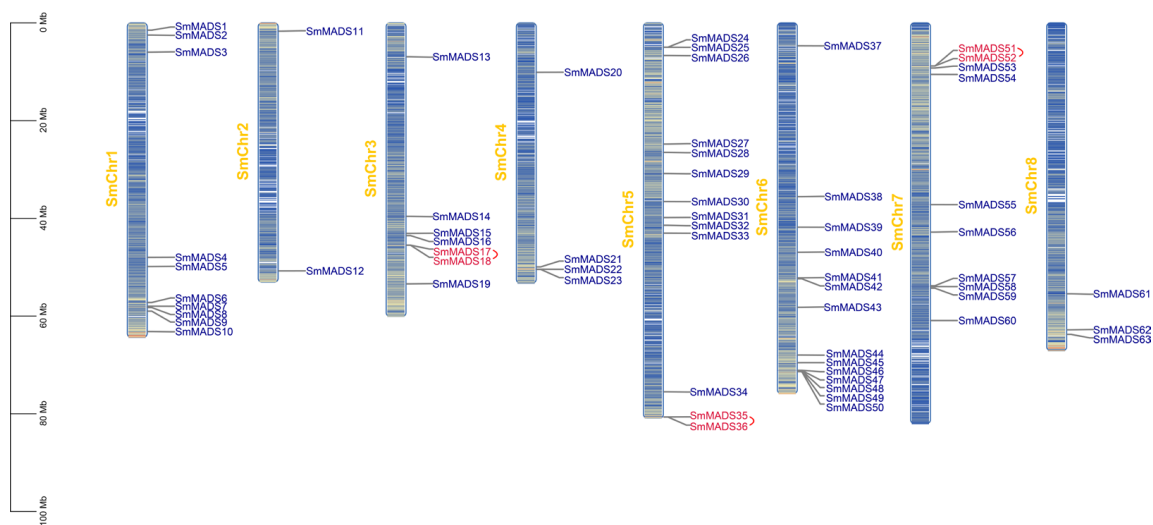 0 Mb
20 Mb
40 Mb
60 Mb
80 Mb
100 Mb
SmChr1
SmMADS1
SmMADS2
SmMADS3
SmMADS4
SmMADS5
SmMADS6
SmMADS7
SmMADS8
SmMADS9
SmMADS10
SmChr2
SmMADS11
SmMADS12
SmChr3
SmMADS13
SmMADS14
SmMADS15
SmMADS16
SmMADS17
SmMADS18
SmMADS19
SmChr4
SmMADS20
SmMADS21
SmMADS22
SmMADS23
SmChr5
SmMADS24
SmMADS25
SmMADS26
SmMADS27
SmMADS28
SmMADS29
SmMADS30
SmMADS31
SmMADS32
SmMADS33
SmMADS34
SmMADS35
SmMADS36
SmChr6
SmMADS37
SmMADS38
SmMADS39
SmMADS40
SmMADS41
SmMADS42
SmMADS43
SmMADS44
SmMADS45
SmMADS46
SmMADS47
SmMADS48
SmMADS49
SmMADS50
SmChr7
SmMADS51
SmMADS52
SmMADS53
SmMADS54
SmMADS55
SmMADS56
SmMADS57
SmMADS58
SmMADS59
SmMADS60
SmChr8
SmMADS61
SmMADS62
SmMADS63